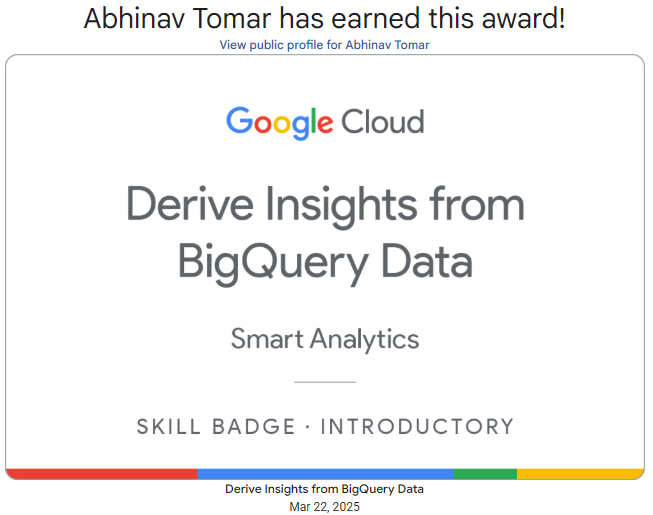 Abhinav Tomar has earned this award!
View public profile for Abhinav Tomar
Google Cloud
Derive Insights from
BigQuery Data
Smart Analytics
SKILL BADGE · INTRODUCTORY
Derive Insights from BigQuery Data
Mar 22, 2025